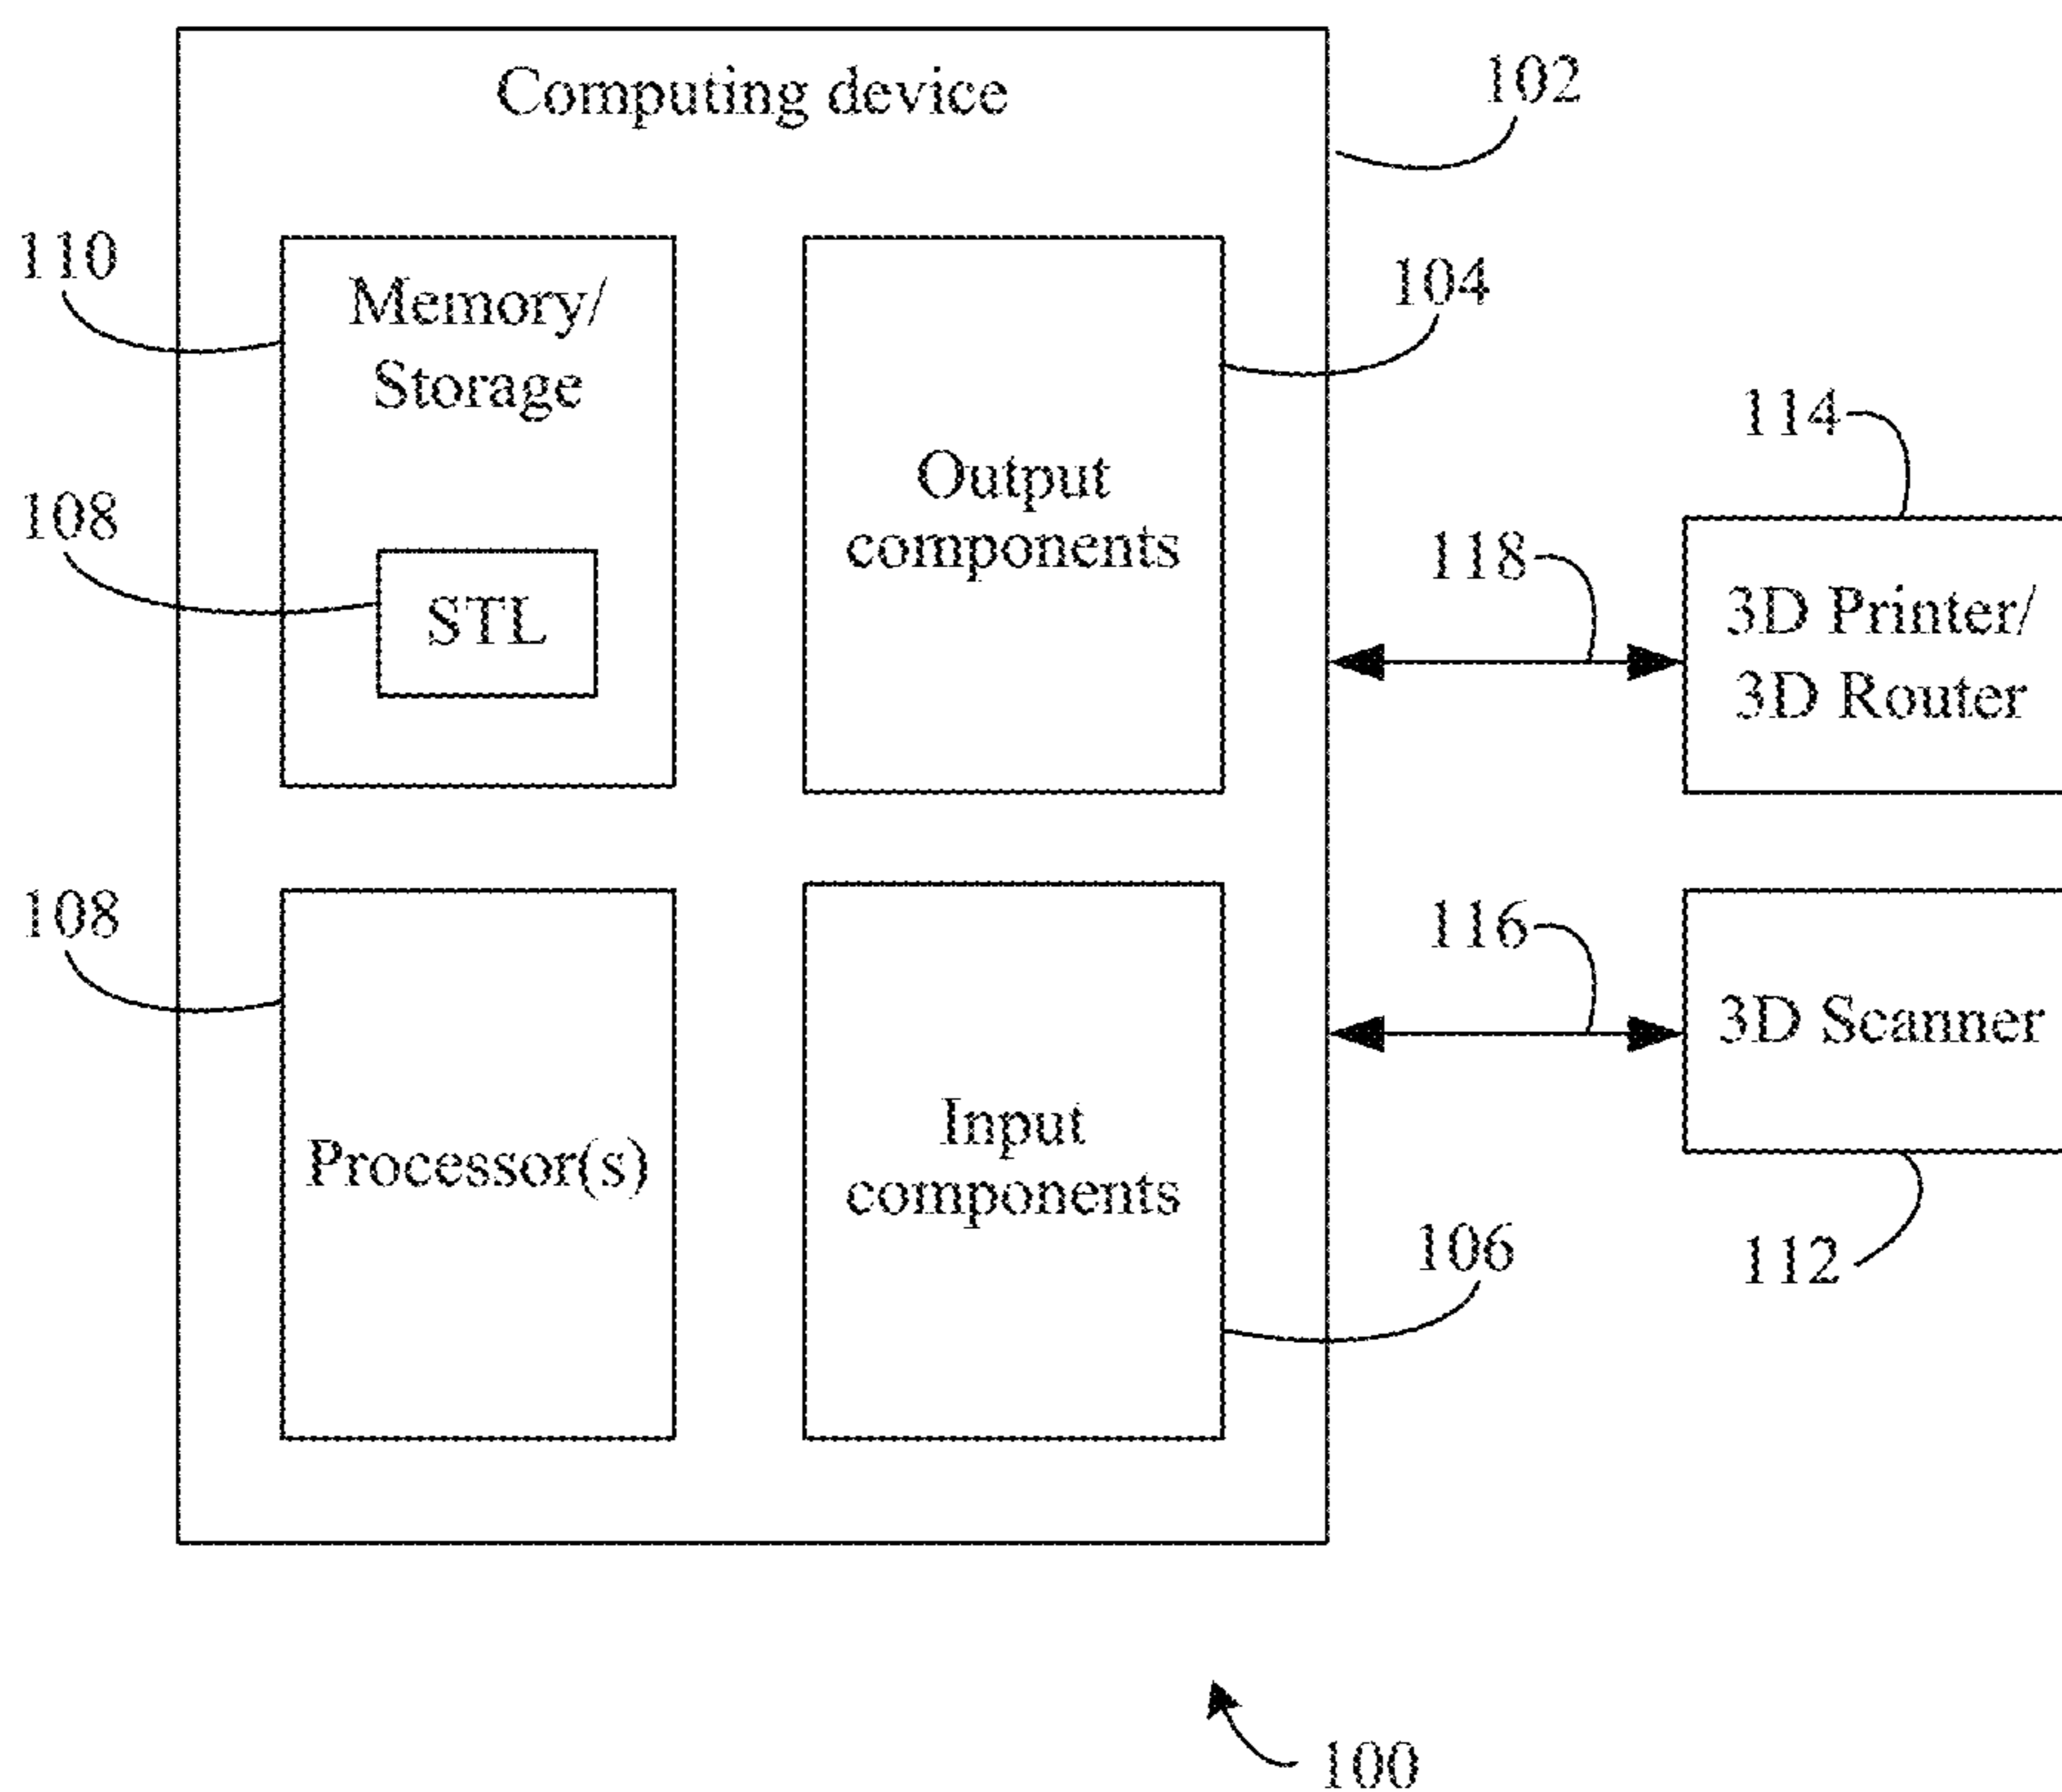 Computing device
102
110
Memory/
Storage
104
Output
components
114
108
STL
118
3D Printer/
3D Router
108
Processor(s)
Input
components
116
3D Scanner
106
112
100